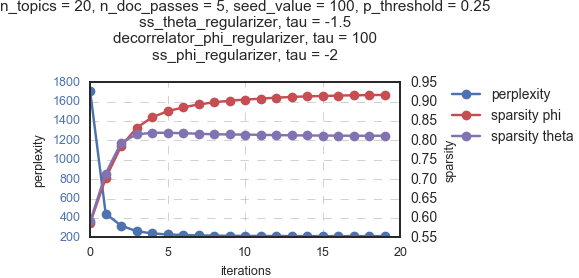 n_topics = 20, n_doc_passes = 5, seed_value = 100, p_threshold = 0.25
ss_theta_regularizer, tau = -1.5
decorrelator_phi_regularizer, tau = 100
ss_phi_regularizer, tau = -2
1800
1600
1400
1200
1000
800
600
400
200
perplexity
0
5
10
15
20
iterations
0.95
0.90
0.85
0.80
0.75
0.70
0.65
0.60
0.55
sparsity
perplexity
sparsity phi
sparsity theta